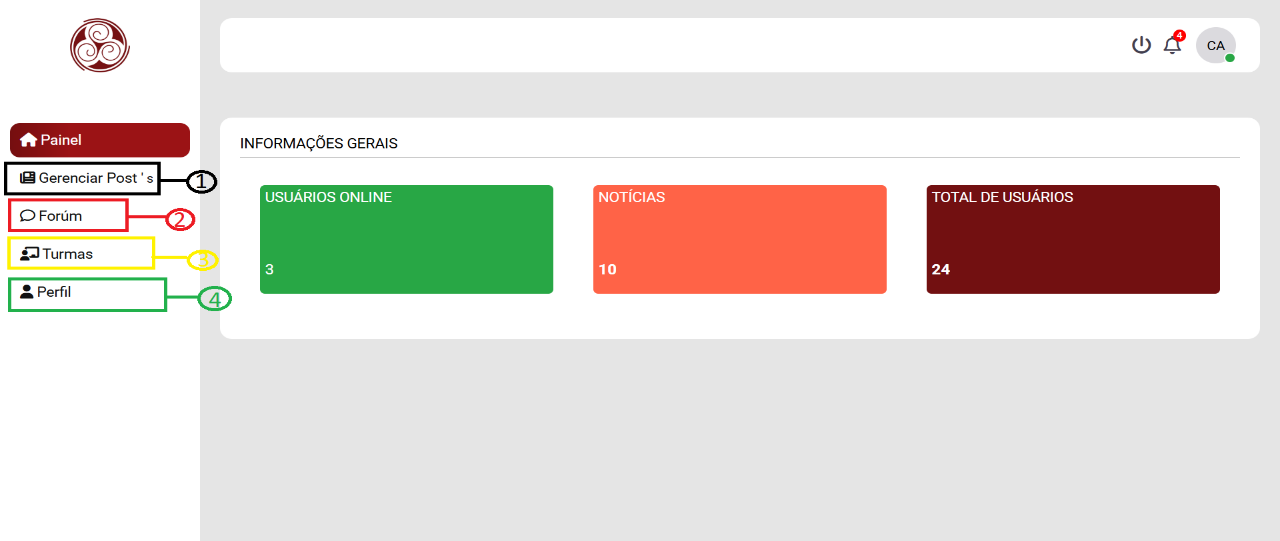 4
CA
Painel
Gerenciar Post ' s
1
Forúm
2
Turmas
3
Perfil
4
INFORMAÇÕES GERAIS
USUÁRIOS ONLINE
3
NOTÍCIAS
10
TOTAL DE USUÁRIOS
24